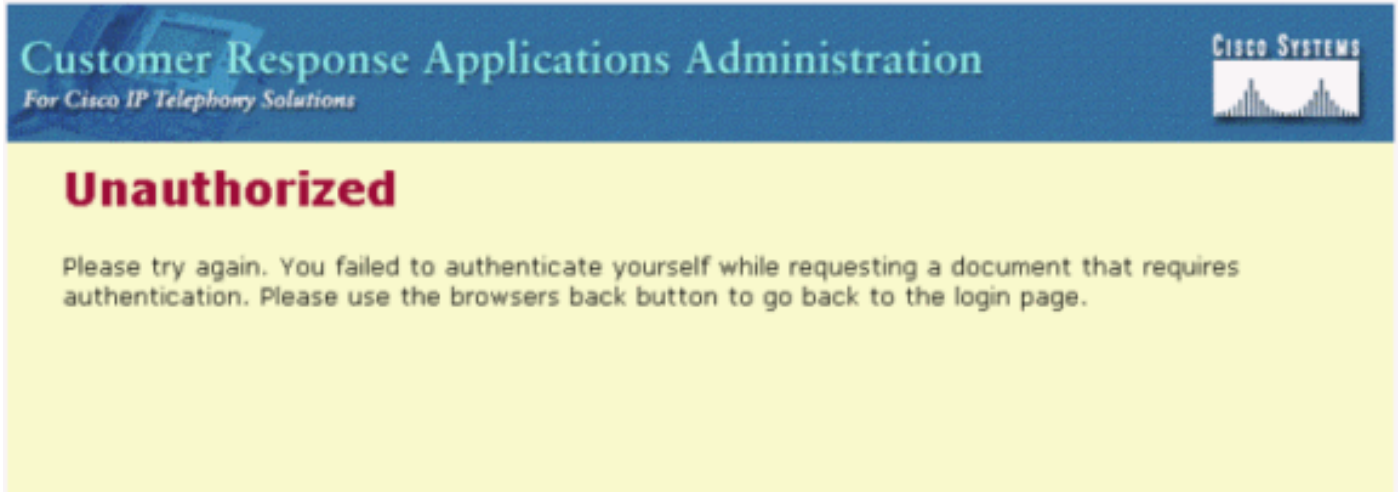 Customer Response Applications Administration
For Cisco IP Telephony Solutions
CISCO SYSTEMS
Unauthorized
Please try again. You failed to authenticate yourself while requesting a document that requires
authentication. Please use the browsers back button to go back to the login page.